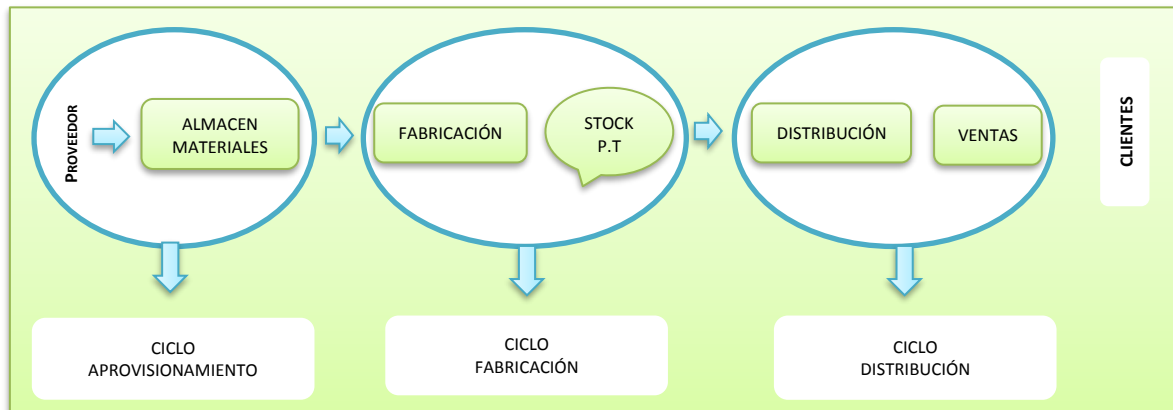 PROVEEDOR
ALMACEN
MATERIALES
FABRICACIÓN
STOCK
P.T
DISTRIBUCIÓN
VENTAS
CLIENTES
CICLO
APROVISIONAMIENTO
CICLO
FABRICACIÓN
CICLO
DISTRIBUCIÓN